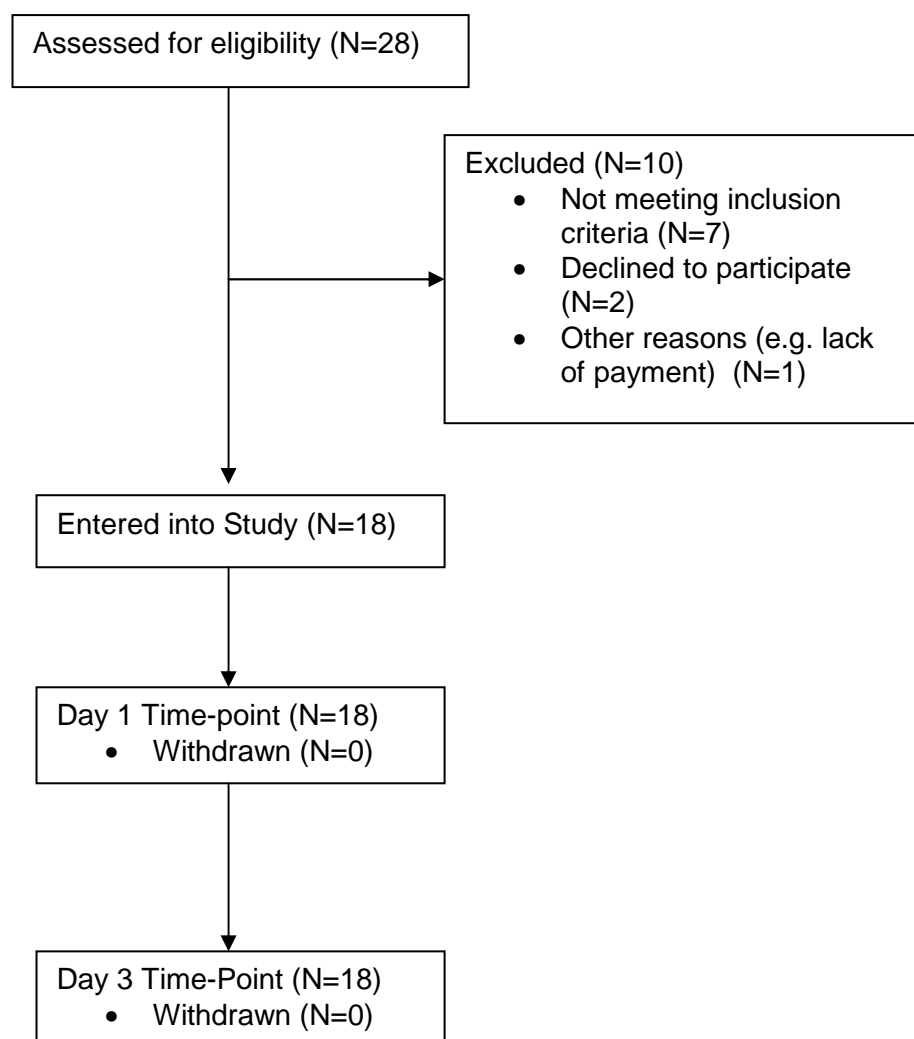 Assessed for eligibility (N=28)
Excluded (N=10)
• Not meeting inclusion
criteria (N=7)
• Declined to participate
(N=2)
• Other reasons (e.g. lack
of payment)  (N=1)
Entered into Study (N=18)
Day 1 Time-point (N=18)
• Withdrawn (N=0)
Day 3 Time-Point (N=18)
• Withdrawn (N=0)